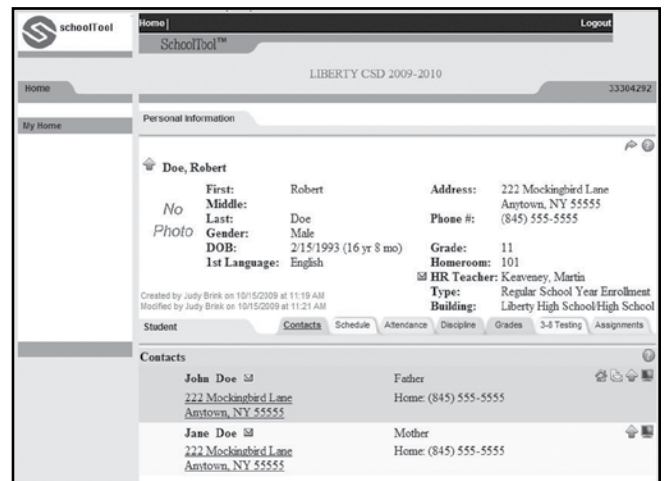 schoolTool
Home |
Logout
SchoolTool™
LIBERTY CSD 2009-2010
Home
33304292
My Home
Personal Information
Doe, Robert
No
Photo
First: Robert
Middle:
Last: Doe
Gender: Male
DOB: 2/15/1993 (16 yr 8 mo)
1st Language: English
Address: 222 Mockingbird Lane
Anytown, NY 55555
Phone #: (845) 555-5555
Grade: 11
Homeroom: 101
HR Teacher: Keaveney, Martin
Type: Regular School Year Enrollment
Building: Liberty High School/High School
Created by Judy Brink on 10/15/2009 at 11:19 AM
Modified by Judy Brink on 10/15/2009 at 11:21 AM
Student
Contacts Schedule Attendance Discipline Grades 3-8 Testing Assignments
Contacts
John Doe Father
222 Mockingbird Lane Home: (845) 555-5555
Anytown, NY 55555
Jane Doe Mother
222 Mockingbird Lane Home: (845) 555-5555
Anytown, NY 55555